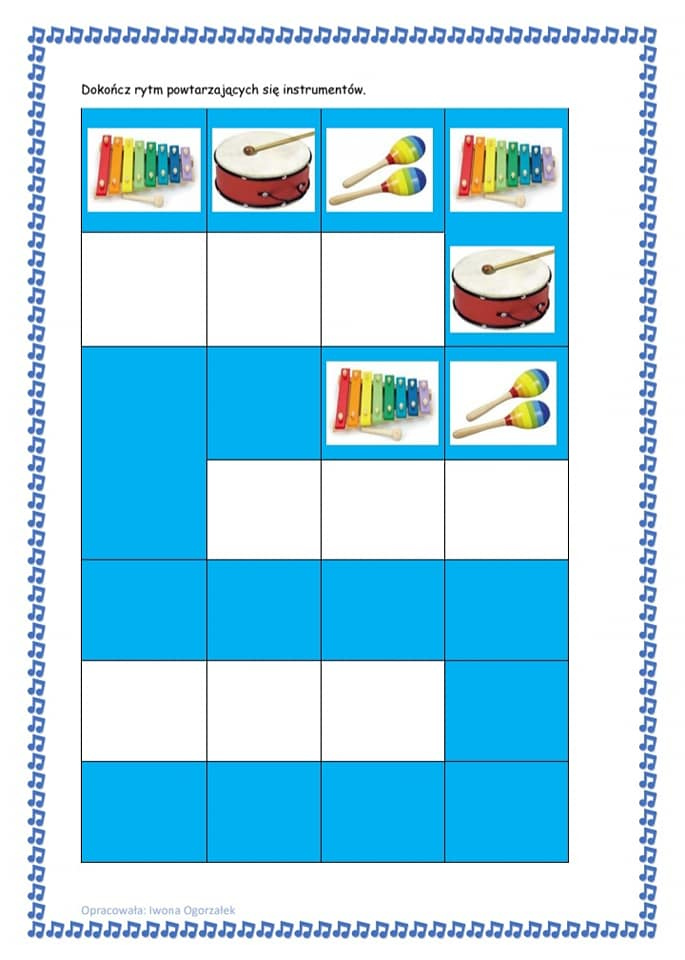 Dokończ rytm powtarzających się instrumentów.
Opracowała: Iwona Ogorzałek